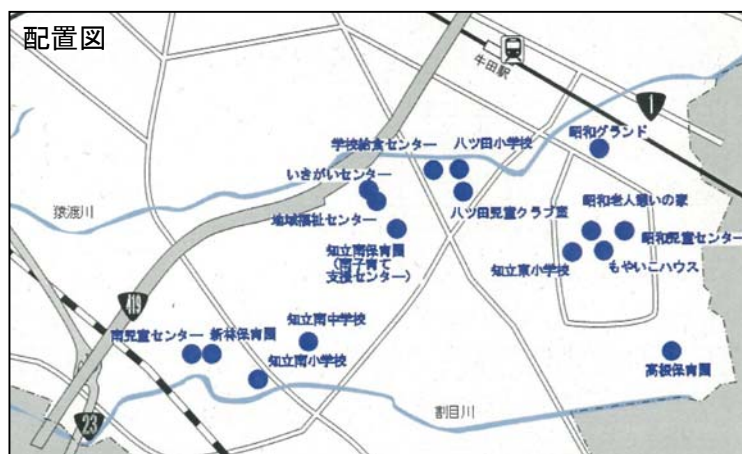 配置図
牛田駅
1
昭和グランド
学校給食センター
八ツ田小学校
いきがいセンター
八ツ田児童クラブ室
昭和老人憩いの家
猿渡川
地域福祉センター
昭和児童センター
知立南保育園
(南子育て
支援センター)
知立東小学校
もやいこハウス
419
知立南中学校
南児童センター
新林保育園
知立南小学校
高根保育園
割目川
23